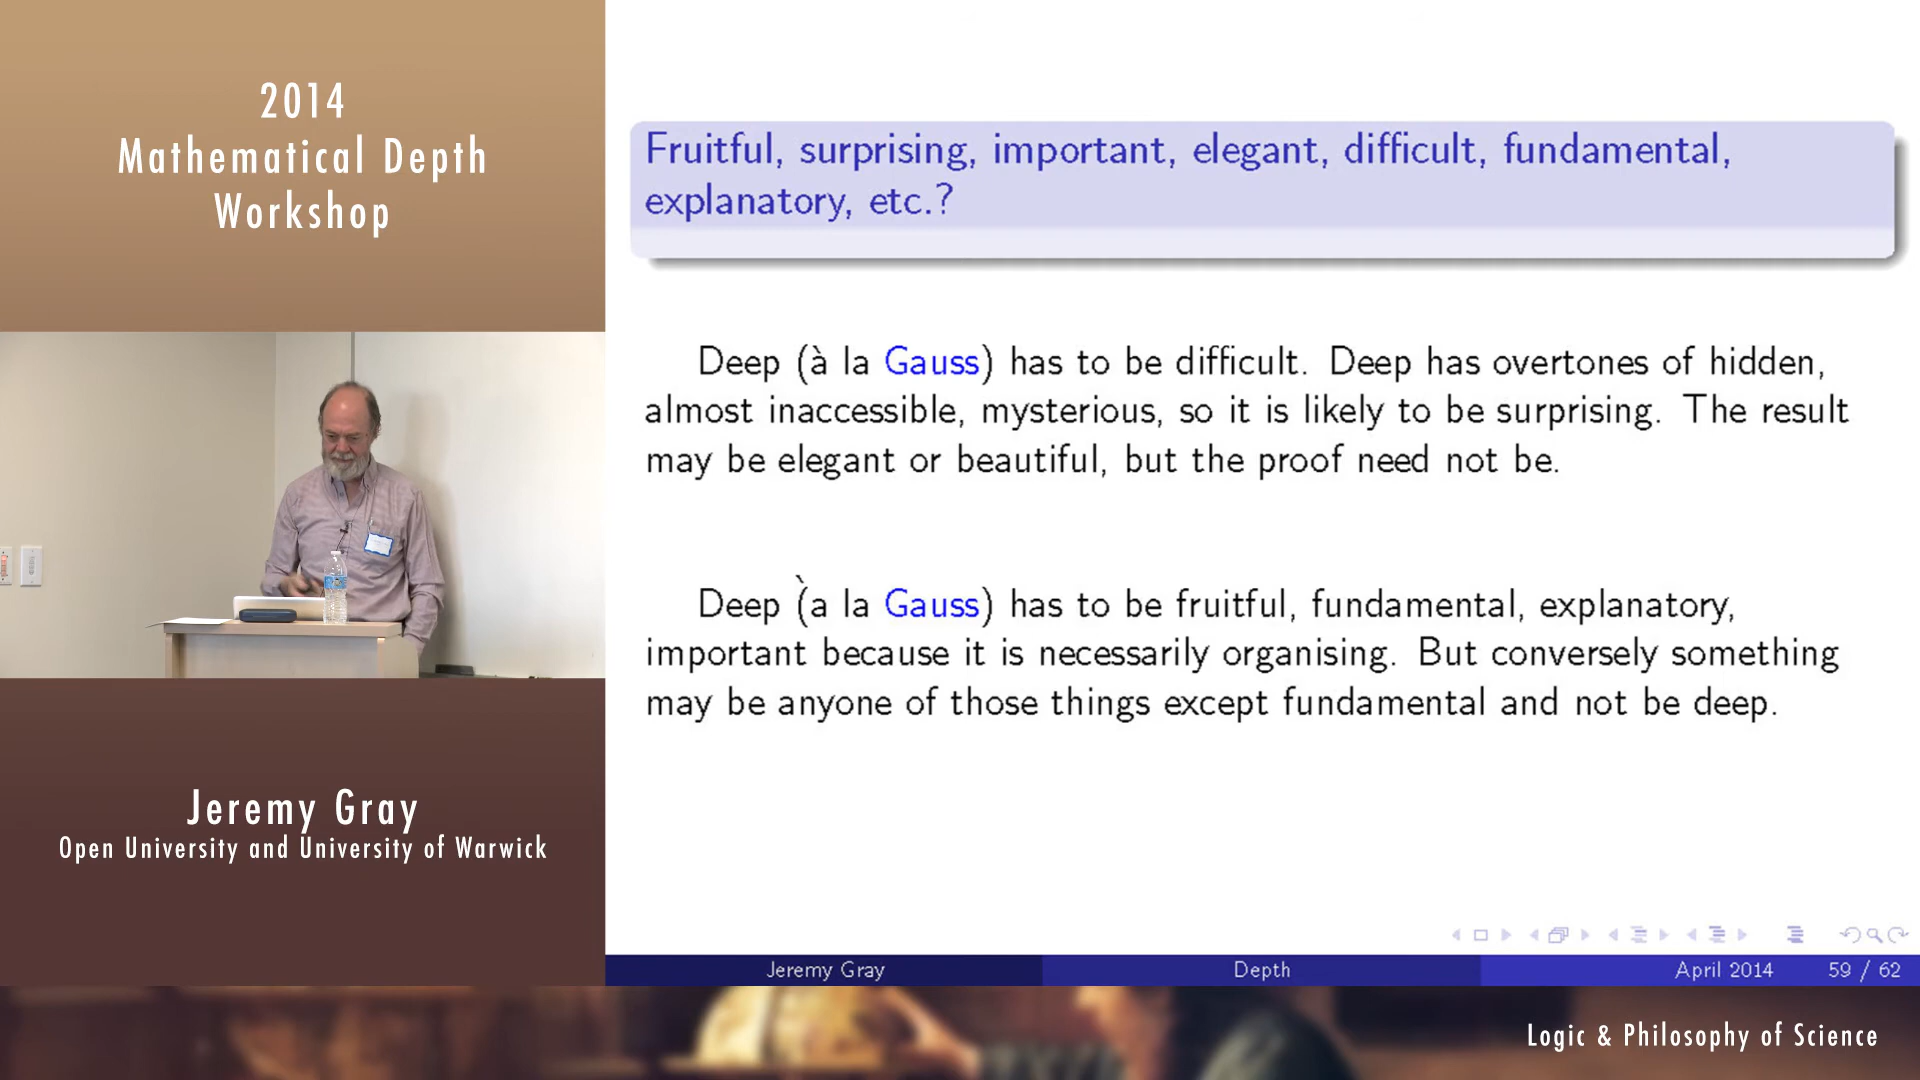 2014
Mathematical Depth
Workshop
Jeremy Gray
Open University and University of Warwick
Fruitful, surprising, important, elegant, difficult, fundamental,
explanatory, etc.?
Deep (à la Gauss) has to be difficult. Deep has overtones of hidden,
almost inaccessible, mysterious, so it is likely to be surprising. The result
may be elegant or beautiful, but the proof need not be.
Deep (̀a la Gauss) has to be fruitful, fundamental, explanatory,
important because it is necessarily organising. But conversely something
may be anyone of those things except fundamental and not be deep.
Jeremy Gray Depth April 2014 59 / 62
Logic & Philosophy of Science